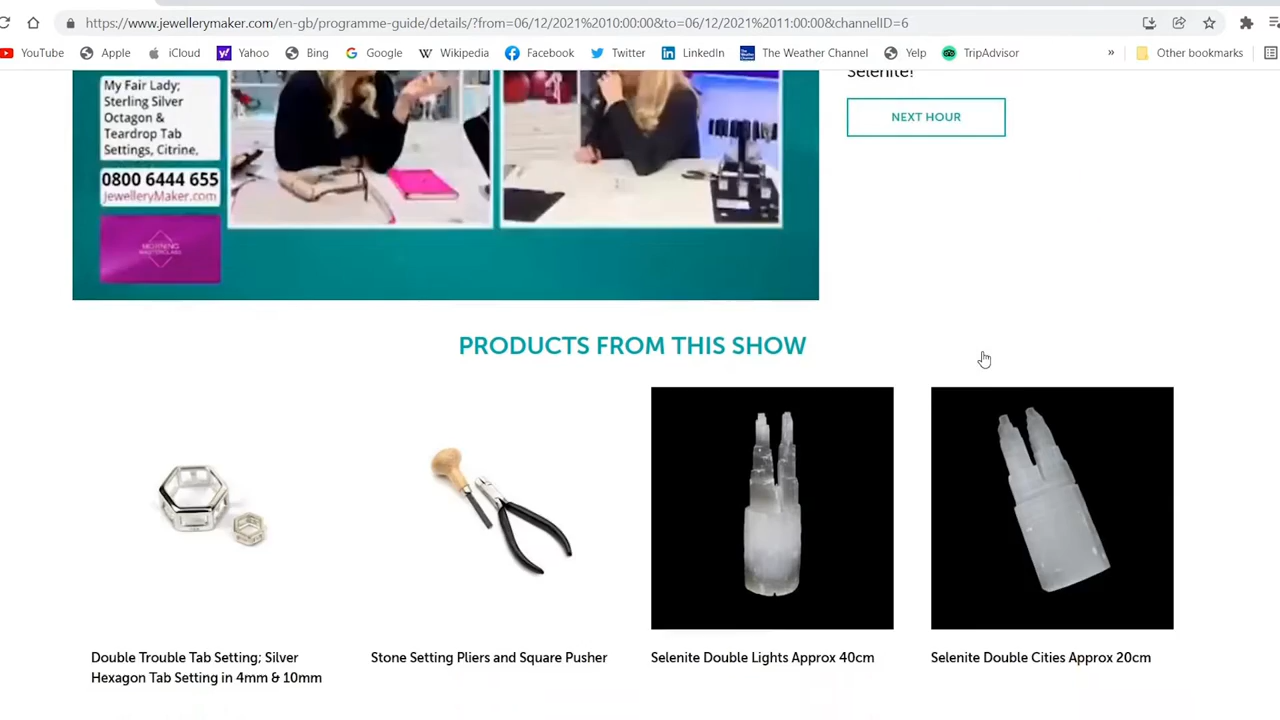 https://www.jewellerymaker.com/en-gb/programme-guide/details/?from=06/12/2021%2010:00:00&to=06/12/2021%2011:00:00&channelID=6
YouTube Apple iCloud Yahoo Bing Google Wikipedia Facebook Twitter LinkedIn The Weather Channel Yelp TripAdvisor » Other bookmarks
Selenite!
NEXT HOUR
My Fair Lady;
Sterling Silver
Octagon &
Teardrop Tab
Settings, Citrine,
0800 6444 655
JewelleryMaker.com
MORNING
MASTERCLASS
PRODUCTS FROM THIS SHOW
Double Trouble Tab Setting; Silver
Hexagon Tab Setting in 4mm & 10mm
Stone Setting Pliers and Square Pusher
Selenite Double Lights Approx 40cm
Selenite Double Cities Approx 20cm